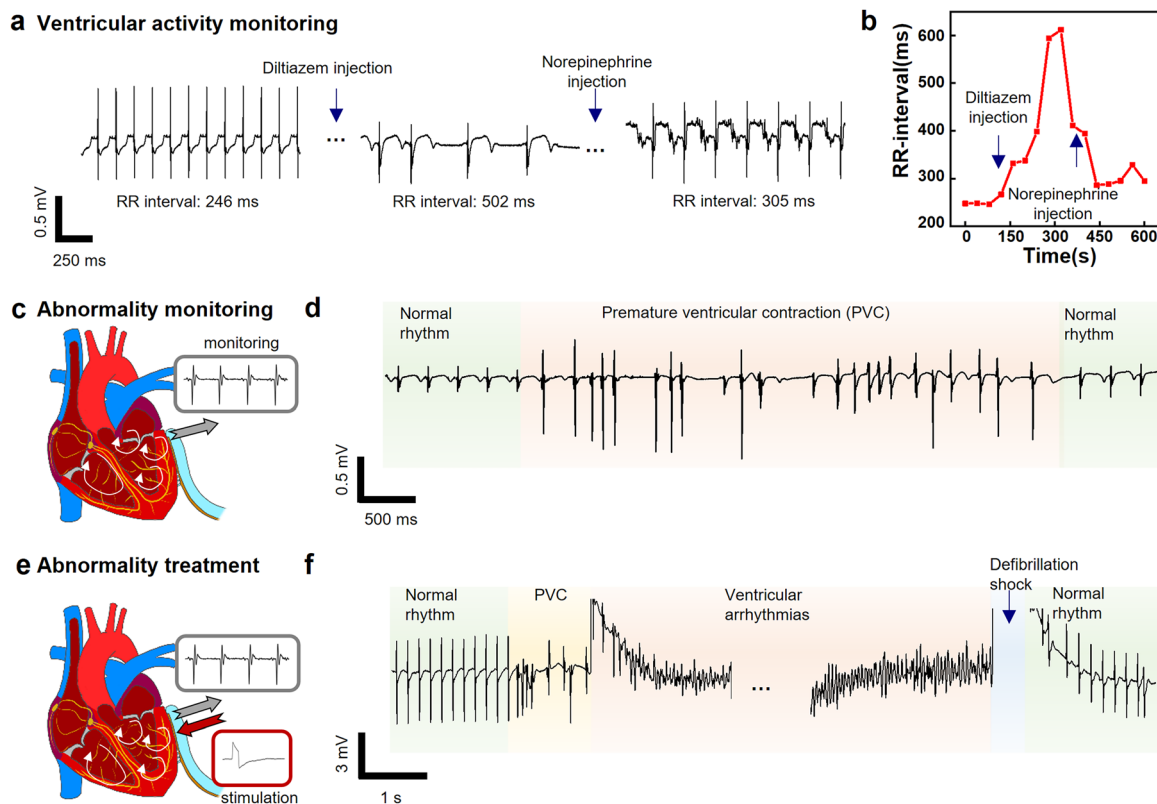 a Ventricular activity monitoring
Diltiazem injection
Norepinephrine
injection
...
...
RR interval: 246 ms
RR interval: 502 ms
RR interval: 305 ms
0.5 mV
250 ms
b
RR-interval(ms)
600
500
400
300
200
Diltiazem
injection
Norepinephrine
injection
0 150 300 450 600
Time(s)
c Abnormality monitoring
monitoring
d
Normal
rhythm
Premature ventricular contraction (PVC)
Normal
rhythm
0.5 mV
500 ms
e Abnormality treatment
stimulation
f
Normal
rhythm
PVC
Ventricular
arrhythmias
Defibrillation
shock
Normal
rhythm
...
3 mV
1 s